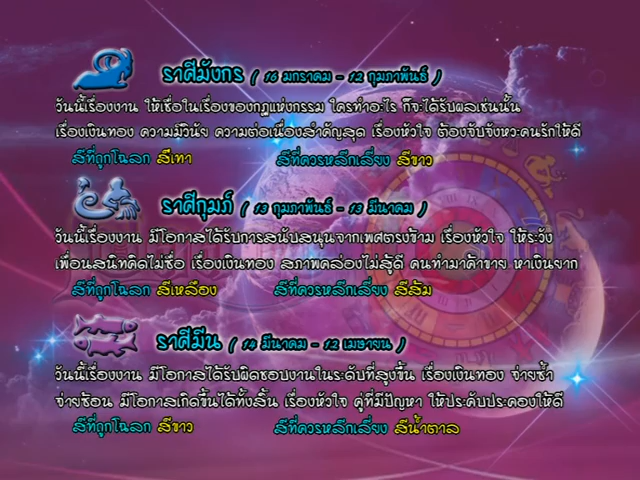 ราศีมังกร ( 16 มกราคม - 12 กุมภาพันธ์ )
วันนี้เรื่องงาน ให้เชื่อในเรื่องของกฎแห่งกรรม ใครทำอะไร ก็จะได้รับผลเช่นนั้น
เรื่องเงินทอง ความมีวินัย ความต่อเนื่องสำคัญสุด เรื่องหัวใจ ต้องจับจังหวะคนรักให้ดี
สีที่ถูกโฉลก สีเทา สีที่ควรหลีกเลี่ยง สีขาว
ราศีกุมภ์ ( 13 กุมภาพันธ์ - 13 มีนาคม )
วันนี้เรื่องงาน มีโอกาสได้รับการสนับสนุนจากเพศตรงข้าม เรื่องหัวใจ ให้ระวัง
เพื่อนสนิทคิดไม่ซื่อ เรื่องเงินทอง สภาพคล่องไม่สู้ดี คนทำมาค้าขาย หาเงินยาก
สีที่ถูกโฉลก สีเหลือง สีที่ควรหลีกเลี่ยง สีส้ม
ราศีมีน ( 14 มีนาคม - 12 เมษายน )
วันนี้เรื่องงาน มีโอกาสได้รับผิดชอบงานในระดับที่สูงขึ้น เรื่องเงินทอง จ่ายซ้ำ
จ่ายซ้อน มีโอกาสเกิดขึ้นได้ทั้งสิ้น เรื่องหัวใจ คู่ที่มีปัญหา ให้ประคับประคองให้ดี
สีที่ถูกโฉลก สีขาว สีที่ควรหลีกเลี่ยง สีน้ำตาล